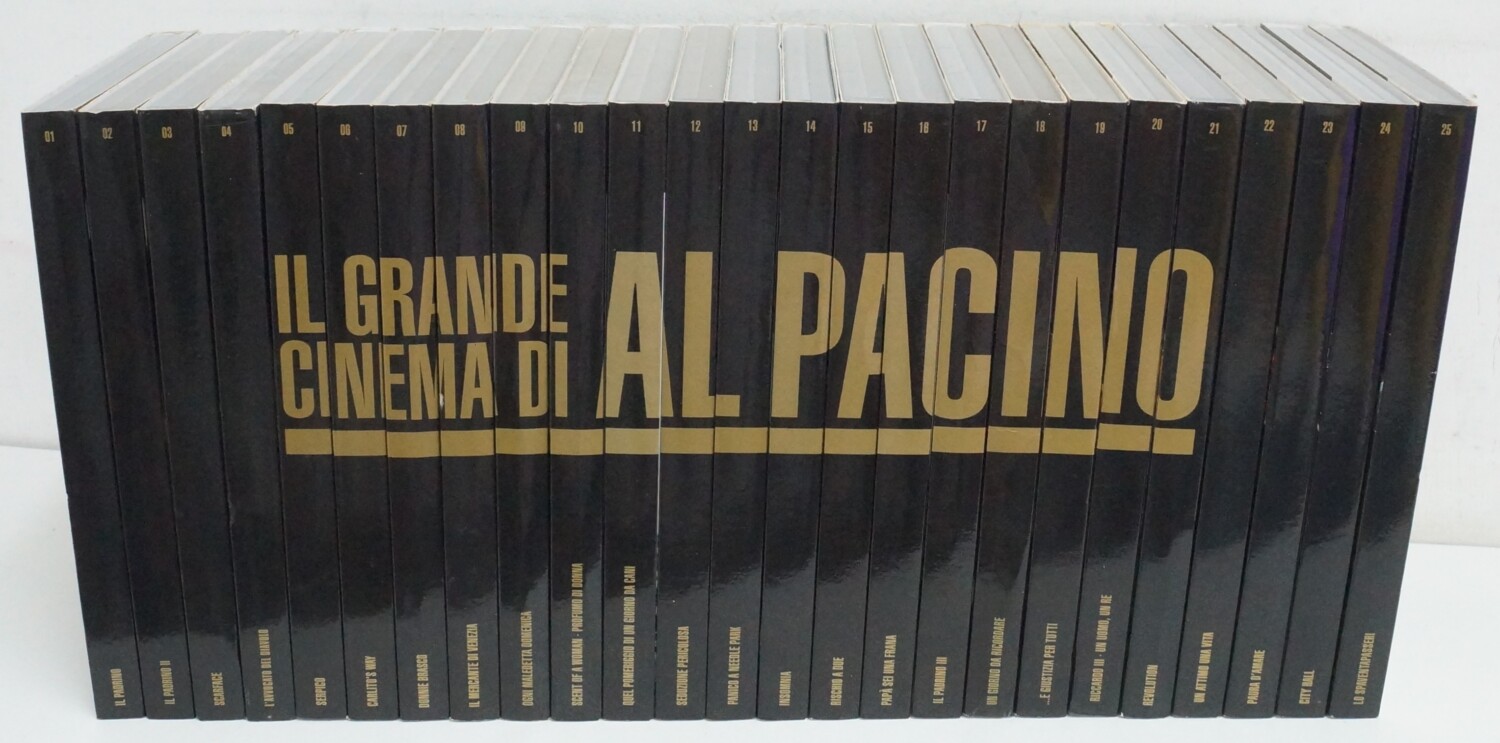 01 02 03 04 05 06 07 08 09 10 11 12 13 14 15 16 17 18 19 20 21 22 23 24 25
IL GRANDE
CINEMA DI
AL PACINO
IL PADRINO
IL PADRINO II
SCARFACE
L'AVVOCATO DEL DIAVOLO
SERPICO
CARLITO'S WAY
DONNIE BRASCO
IL MERCANTE DI VENEZIA
OGNI MALEDETTA DOMENICA
SCENT OF A WOMAN - PROFUMO DI DONNA
QUEL POMERIGGIO DI UN GIORNO DA CANI
SEDUZIONE PERICOLOSA
PANICO A NEEDLE PARK
INSOMNIA
RISCHIO A DUE
PAPÀ SEI UNA FRANA
IL PADRINO III
UN GIORNO DA RICORDARE
...E GIUSTIZIA PER TUTTI
RICCARDO III - UN UOMO, UN RE
REVOLUTION
UN ATTIMO UNA VITA
PAURA D'AMARE
CITY HALL
LO SPAVENTAPASSERI